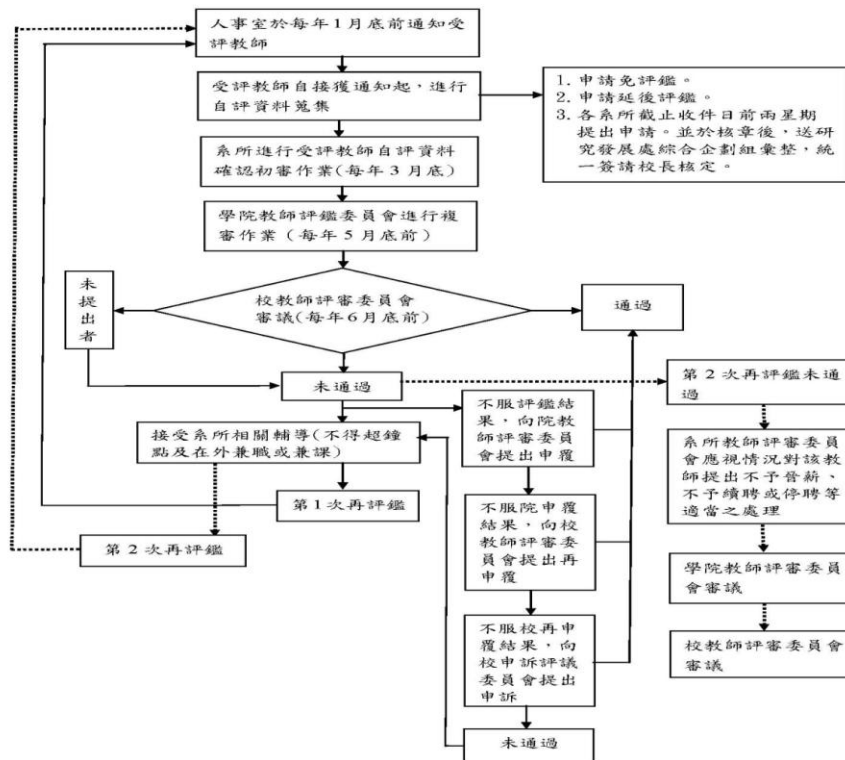 人事室於每年1月底前通知受
評教師
受評教師自接獲通知起，進行
自評資料蒐集
1. 申請免評鑑。
2. 申請延後評鑑。
3. 各系所截止收件日前兩星期
提出申請。並於核章後，送研
究發展處綜合企劃組彙整，統
一簽請校長核定。
系所進行受評教師自評資料
確認初審作業(每年3月底)
學院教師評鑑委員會進行複
審作業（每年5月底前）
未
提
出
者
校教師評審委員會
審議(每年6月底前)
通過
未通過
第2次再評鑑未通
過
不服評鑑結
果，向院教
師評審委員
會提出申覆
接受系所相關輔導(不得超鐘
點及在外兼職或兼課)
系所教師評審委員
會應視情況對該教
師提出不予晉薪、
不予續聘或停聘等
適當之處理
第1次再評鑑
不服院申覆
結果，向校
教師評審委
員會提出再
申覆
第2次再評鑑
學院教師評審委員
會審議
不服校再申
覆結果，向
校申訴評議
委員會提出
申訴
校教師評審委員會
審議
未通過